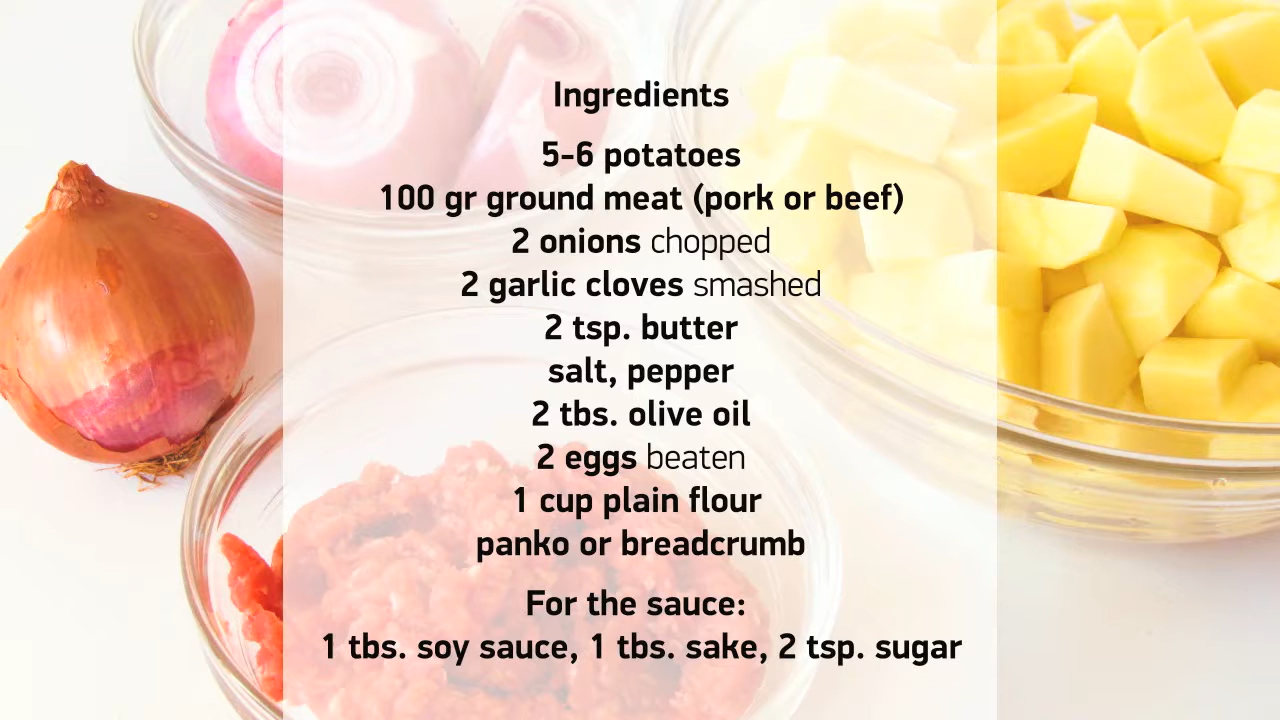 Ingredients
5-6 potatoes
100 gr ground meat (pork or beef)
2 onions chopped
2 garlic cloves smashed
2 tsp. butter
salt, pepper
2 tbs. olive oil
2 eggs beaten
1 cup plain flour
panko or breadcrumb
For the sauce:
1 tbs. soy sauce, 1 tbs. sake, 2 tsp. sugar